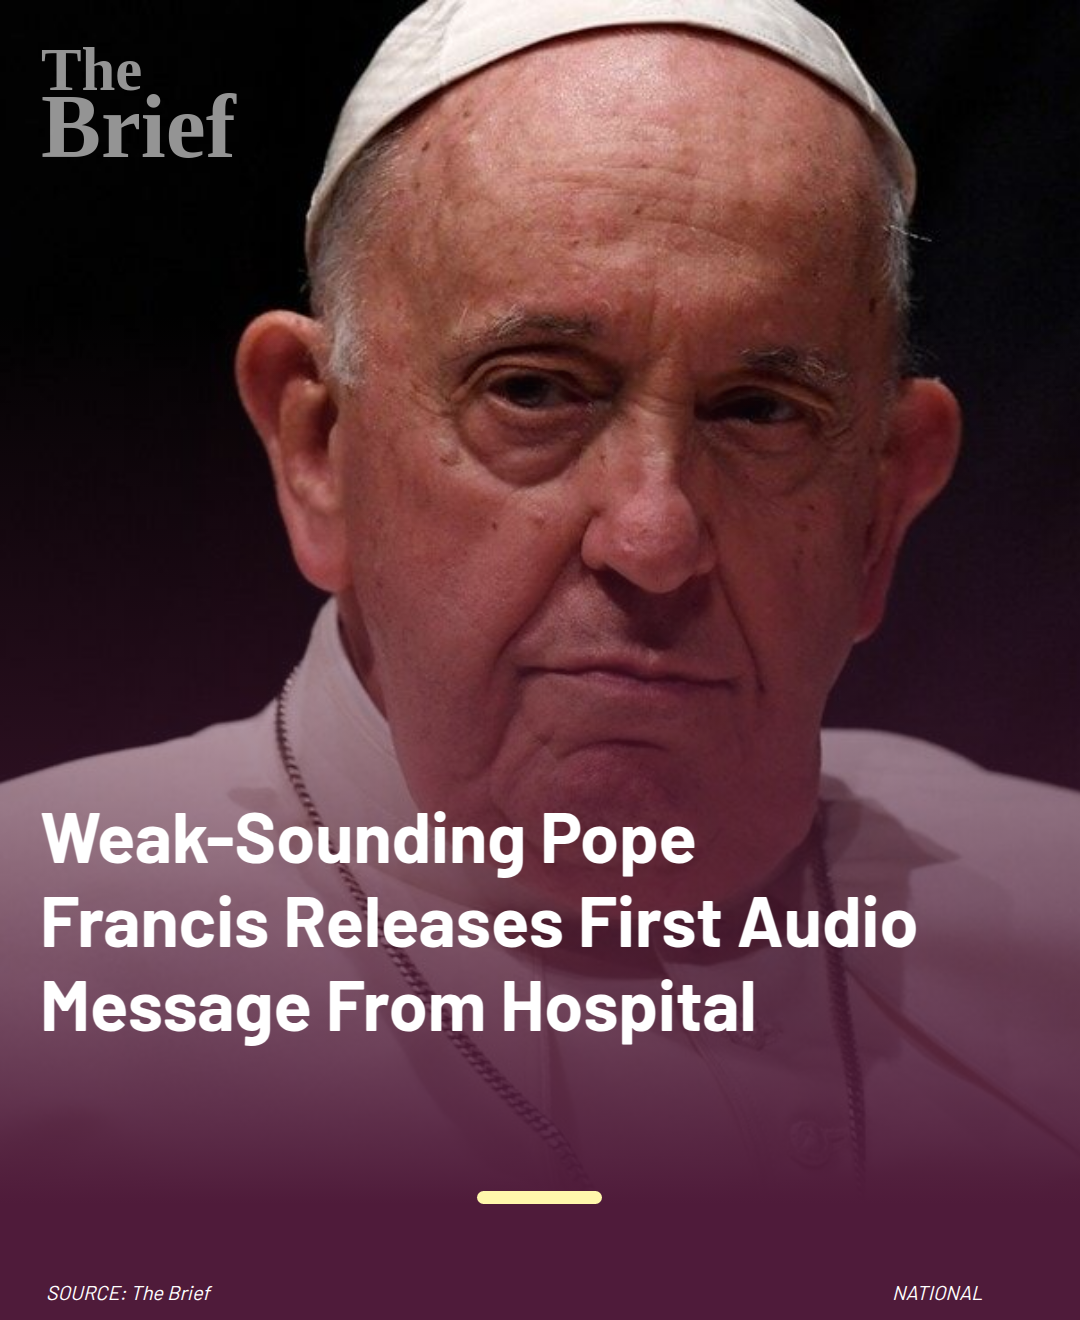 The
Brief
Weak-Sounding Pope
Francis Releases First Audio
Message From Hospital
SOURCE: The Brief
NATIONAL